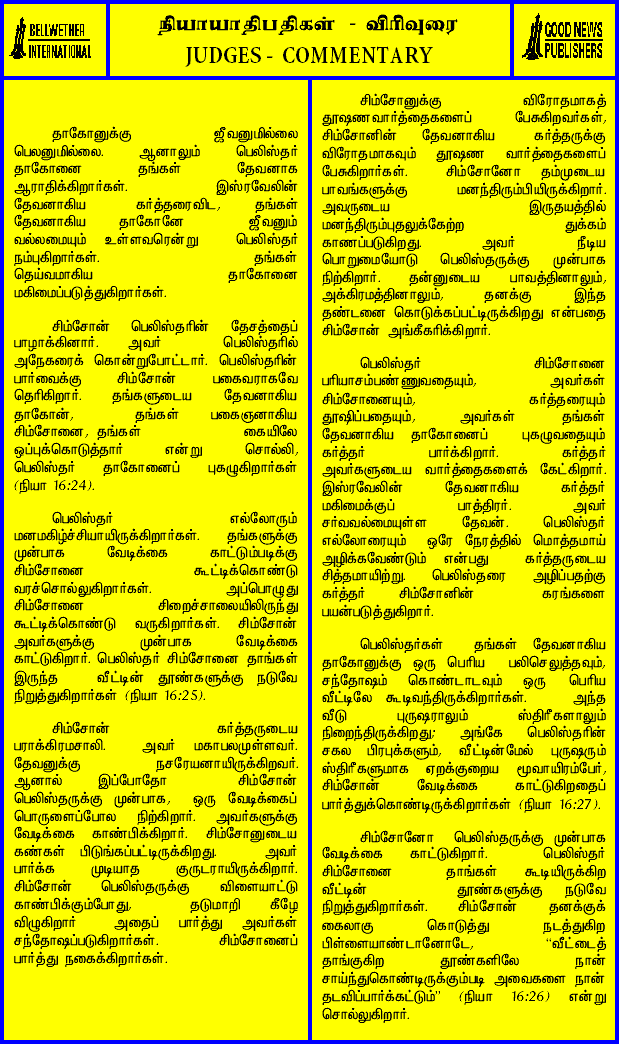 BELLWETHER
INTERNATIONAL
நியாயாதிபதிகள் - விரிவுரை
JUDGES - COMMENTARY
GOOD NEWS
PUBLISHERS
தாகோனுக்கு ஜீவனுமில்லை
பெலனுமில்லை. ஆனாலும் பெலிஸ்தர்
தாகோனை தங்கள் தேவனாக
ஆராதிக்கிறார்கள். இஸ்ரவேலின்
தேவனாகிய கர்த்தரைவிட, தங்கள்
தேவனாகிய தாகோனே ஜீவனும்
வல்லமையும் உள்ளவரென்று பெலிஸ்தர்
நம்புகிறார்கள். தங்கள்
தெய்வமாகிய தாகோனை
மகிமைப்படுத்துகிறார்கள்.
சிம்சோன் பெலிஸ்தரின் தேசத்தைப்
பாழாக்கினார். அவர் பெலிஸ்தரில்
அநேகரைக் கொன்றுபோட்டார். பெலிஸ்தரின்
பார்வைக்கு சிம்சோன் பகைவராகவே
தெரிகிறார். தங்களுடைய தேவனாகிய
தாகோன், தங்கள் பகைஞனாகிய
சிம்சோனை, தங்கள் கையிலே
ஒப்புக்கொடுத்தார் என்று சொல்லி,
பெலிஸ்தர் தாகோனைப் புகழுகிறார்கள்
(நியா 16:24).
பெலிஸ்தர் எல்லோரும்
மனமகிழ்ச்சியாயிருக்கிறார்கள். தங்களுக்கு
முன்பாக வேடிக்கை காட்டும்படிக்கு
சிம்சோனை கூட்டிக்கொண்டு
வரச்சொல்லுகிறார்கள். அப்பொழுது
சிம்சோனை சிறைச்சாலையிலிருந்து
கூட்டிக்கொண்டு வருகிறார்கள். சிம்சோன்
அவர்களுக்கு முன்பாக வேடிக்கை
காட்டுகிறார். பெலிஸ்தர் சிம்சோனை தாங்கள்
இருந்த வீட்டின் தூண்களுக்கு நடுவே
நிறுத்துகிறார்கள் (நியா 16:25).
சிம்சோன் கர்த்தருடைய
பராக்கிரமசாலி. அவர் மகாபலமுள்ளவர்.
தேவனுக்கு நசரேயனாயிருக்கிறவர்.
ஆனால் இப்போதோ சிம்சோன்
பெலிஸ்தருக்கு முன்பாக, ஒரு வேடிக்கைப்
பொருளைப்போல நிற்கிறார். அவர்களுக்கு
வேடிக்கை காண்பிக்கிறார். சிம்சோனுடைய
கண்கள் பிடுங்கப்பட்டிருக்கிறது. அவர்
பார்க்க முடியாத குருடராயிருக்கிறார்.
சிம்சோன் பெலிஸ்தருக்கு விளையாட்டு
காண்பிக்கும்போது, தடுமாறி கீழே
விழுகிறார் அதைப் பார்த்து அவர்கள்
சந்தோஷப்படுகிறார்கள். சிம்சோனைப்
பார்த்து நகைக்கிறார்கள்.
சிம்சோனுக்கு விரோதமாகத்
தூஷணவார்த்தைகளைப் பேசுகிறவர்கள்,
சிம்சோனின் தேவனாகிய கர்த்தருக்கு
விரோதமாகவும் தூஷண வார்த்தைகளைப்
பேசுகிறார்கள். சிம்சோனோ தம்முடைய
பாவங்களுக்கு மனந்திரும்பியிருக்கிறார்.
அவருடைய இருதயத்தில்
மனந்திரும்புதலுக்கேற்ற துக்கம்
காணப்படுகிறது. அவர் நீடிய
பொறுமையோடு பெலிஸ்தருக்கு முன்பாக
நிற்கிறார். தன்னுடைய பாவத்தினாலும்,
அக்கிரமத்தினாலும், தனக்கு இந்த
தண்டனை கொடுக்கப்பட்டிருக்கிறது என்பதை
சிம்சோன் அங்கீகரிக்கிறார்.
பெலிஸ்தர் சிம்சோனை
பரியாசம்பண்ணுவதையும், அவர்கள்
சிம்சோனையும், கர்த்தரையும்
தூஷிப்பதையும், அவர்கள் தங்கள்
தேவனாகிய தாகோனைப் புகழுவதையும்
கர்த்தர் பார்க்கிறார். கர்த்தர்
அவர்களுடைய வார்த்தைகளைக் கேட்கிறார்.
இஸ்ரவேலின் தேவனாகிய கர்த்தர்
மகிமைக்குப் பாத்திரர். அவர்
சர்வவல்லமையுள்ள தேவன். பெலிஸ்தர்
எல்லோரையும் ஒரே நேரத்தில் மொத்தமாய்
அழிக்கவேண்டும் என்பது கர்த்தருடைய
சித்தமாயிற்று. பெலிஸ்தரை அழிப்பதற்கு
கர்த்தர் சிம்சோனின் கரங்களை
பயன்படுத்துகிறார்.
பெலிஸ்தர்கள் தங்கள் தேவனாகிய
தாகோனுக்கு ஒரு பெரிய பலிசெலுத்தவும்,
சந்தோஷம் கொண்டாடவும் ஒரு பெரிய
வீட்டிலே கூடிவந்திருக்கிறார்கள். அந்த
வீடு புருஷராலும் ஸ்திரீகளாலும்
நிறைந்திருக்கிறது; அங்கே பெலிஸ்தரின்
சகல பிரபுக்களும், வீட்டின்மேல் புருஷரும்
ஸ்திரீகளுமாக ஏறக்குறைய மூவாயிரம்பேர்,
சிம்சோன் வேடிக்கை காட்டுகிறதைப்
பார்த்துக்கொண்டிருக்கிறார்கள் (நியா 16:27).
சிம்சோனோ பெலிஸ்தருக்கு முன்பாக
வேடிக்கை காட்டுகிறார். பெலிஸ்தர்
சிம்சோனை தாங்கள் கூடியிருக்கிற
வீட்டின் தூண்களுக்கு நடுவே
நிறுத்துகிறார்கள். சிம்சோன் தனக்குக்
கைலாகு கொடுத்து நடத்துகிற
பிள்ளையாண்டானோடே, “வீட்டைத்
தாங்குகிற தூண்களிலே நான்
சாய்ந்துகொண்டிருக்கும்படி அவைகளை நான்
தடவிப்பார்க்கட்டும்” (நியா 16:26) என்று
சொல்லுகிறார்.